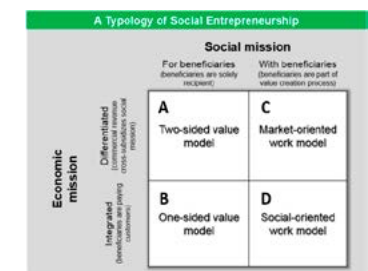 A Typology of Social Entrepreneurship
Social mission
For beneficiaries
(beneficiaries are solely
recipient)
With beneficiaries
(beneficiaries are part of
value creation process)
Economic
mission
Differentiated
(commercial revenue
cross-subsidizes social
mission)
A
Two-sided value
model
C
Market-oriented
work model
Integrated
(beneficiaries are paying
customers)
B
One-sided value
model
D
Social-oriented
work model